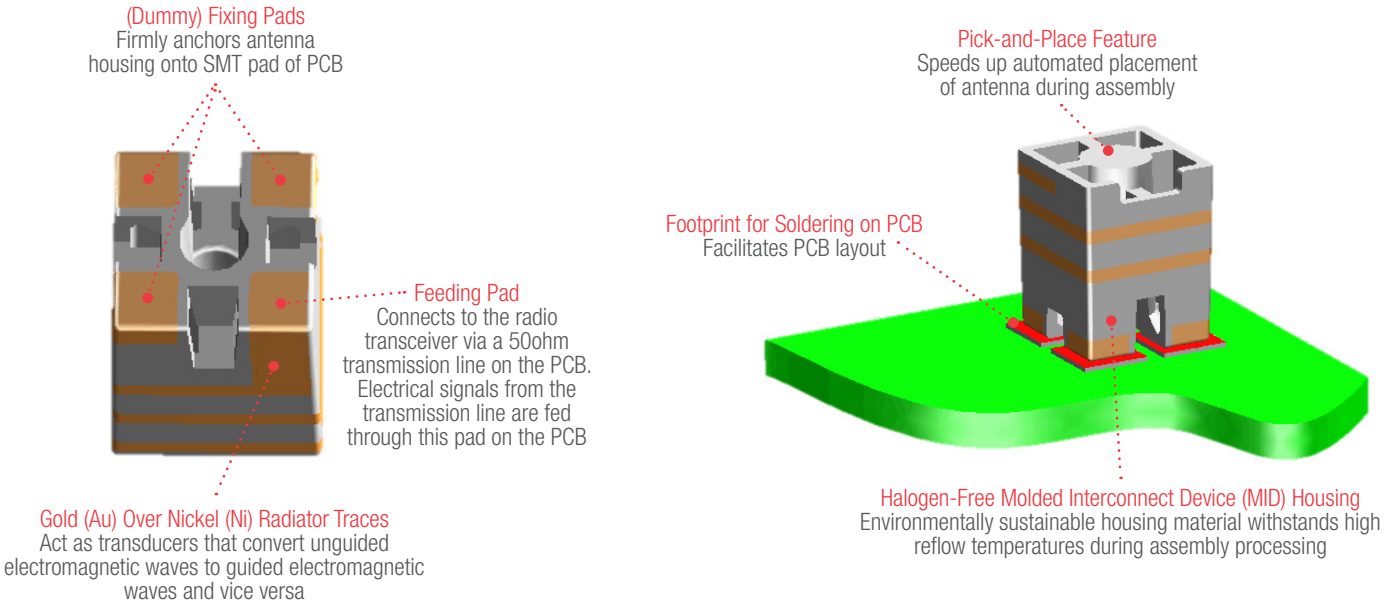 (Dummy) Fixing Pads
Firmly anchors antenna
housing onto SMT pad of PCB
Feeding Pad
Connects to the radio
transceiver via a 50ohm
transmission line on the PCB.
Electrical signals from the
transmission line are fed
through this pad on the PCB
Gold (Au) Over Nickel (Ni) Radiator Traces
Act as transducers that convert unguided
electromagnetic waves to guided electromagnetic
waves and vice versa
Pick-and-Place Feature
Speeds up automated placement
of antenna during assembly
Footprint for Soldering on PCB
Facilitates PCB layout
Halogen-Free Molded Interconnect Device (MID) Housing
Environmentally sustainable housing material withstands high
reflow temperatures during assembly processing